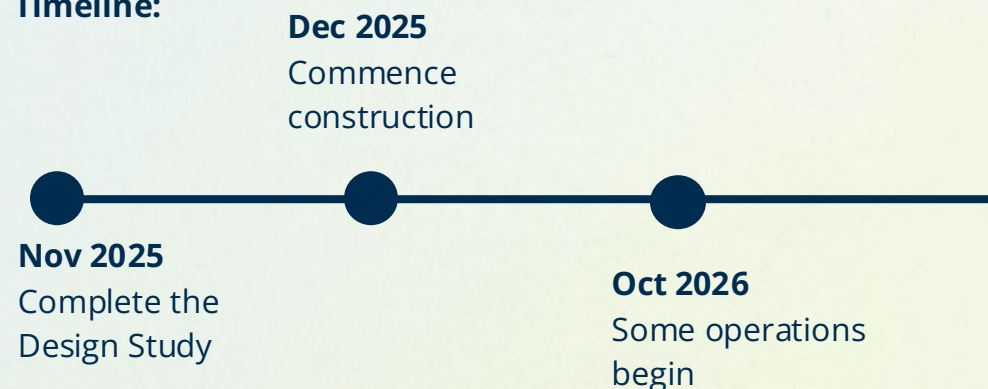 Timeline:
Dec 2025
Commence
construction
Nov 2025
Complete the
Design Study
Oct 2026
Some operations
begin